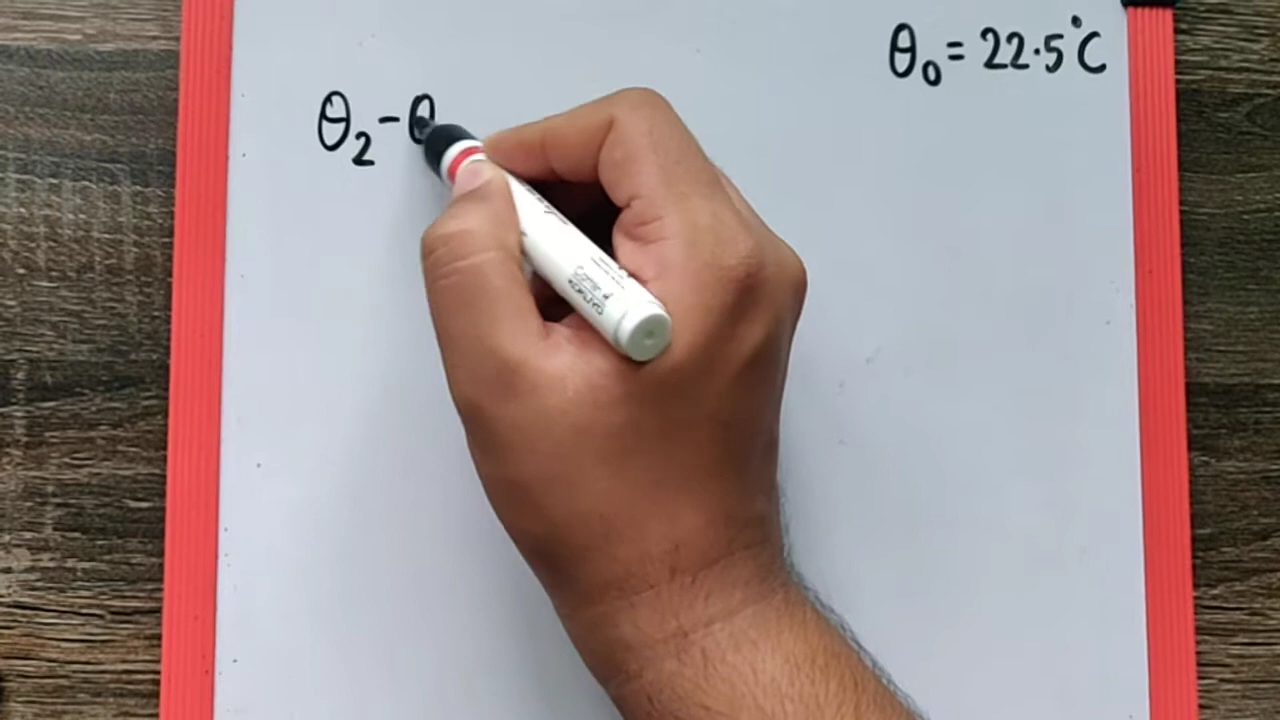 θ₀ = 22.5°C
θ₂ - θ